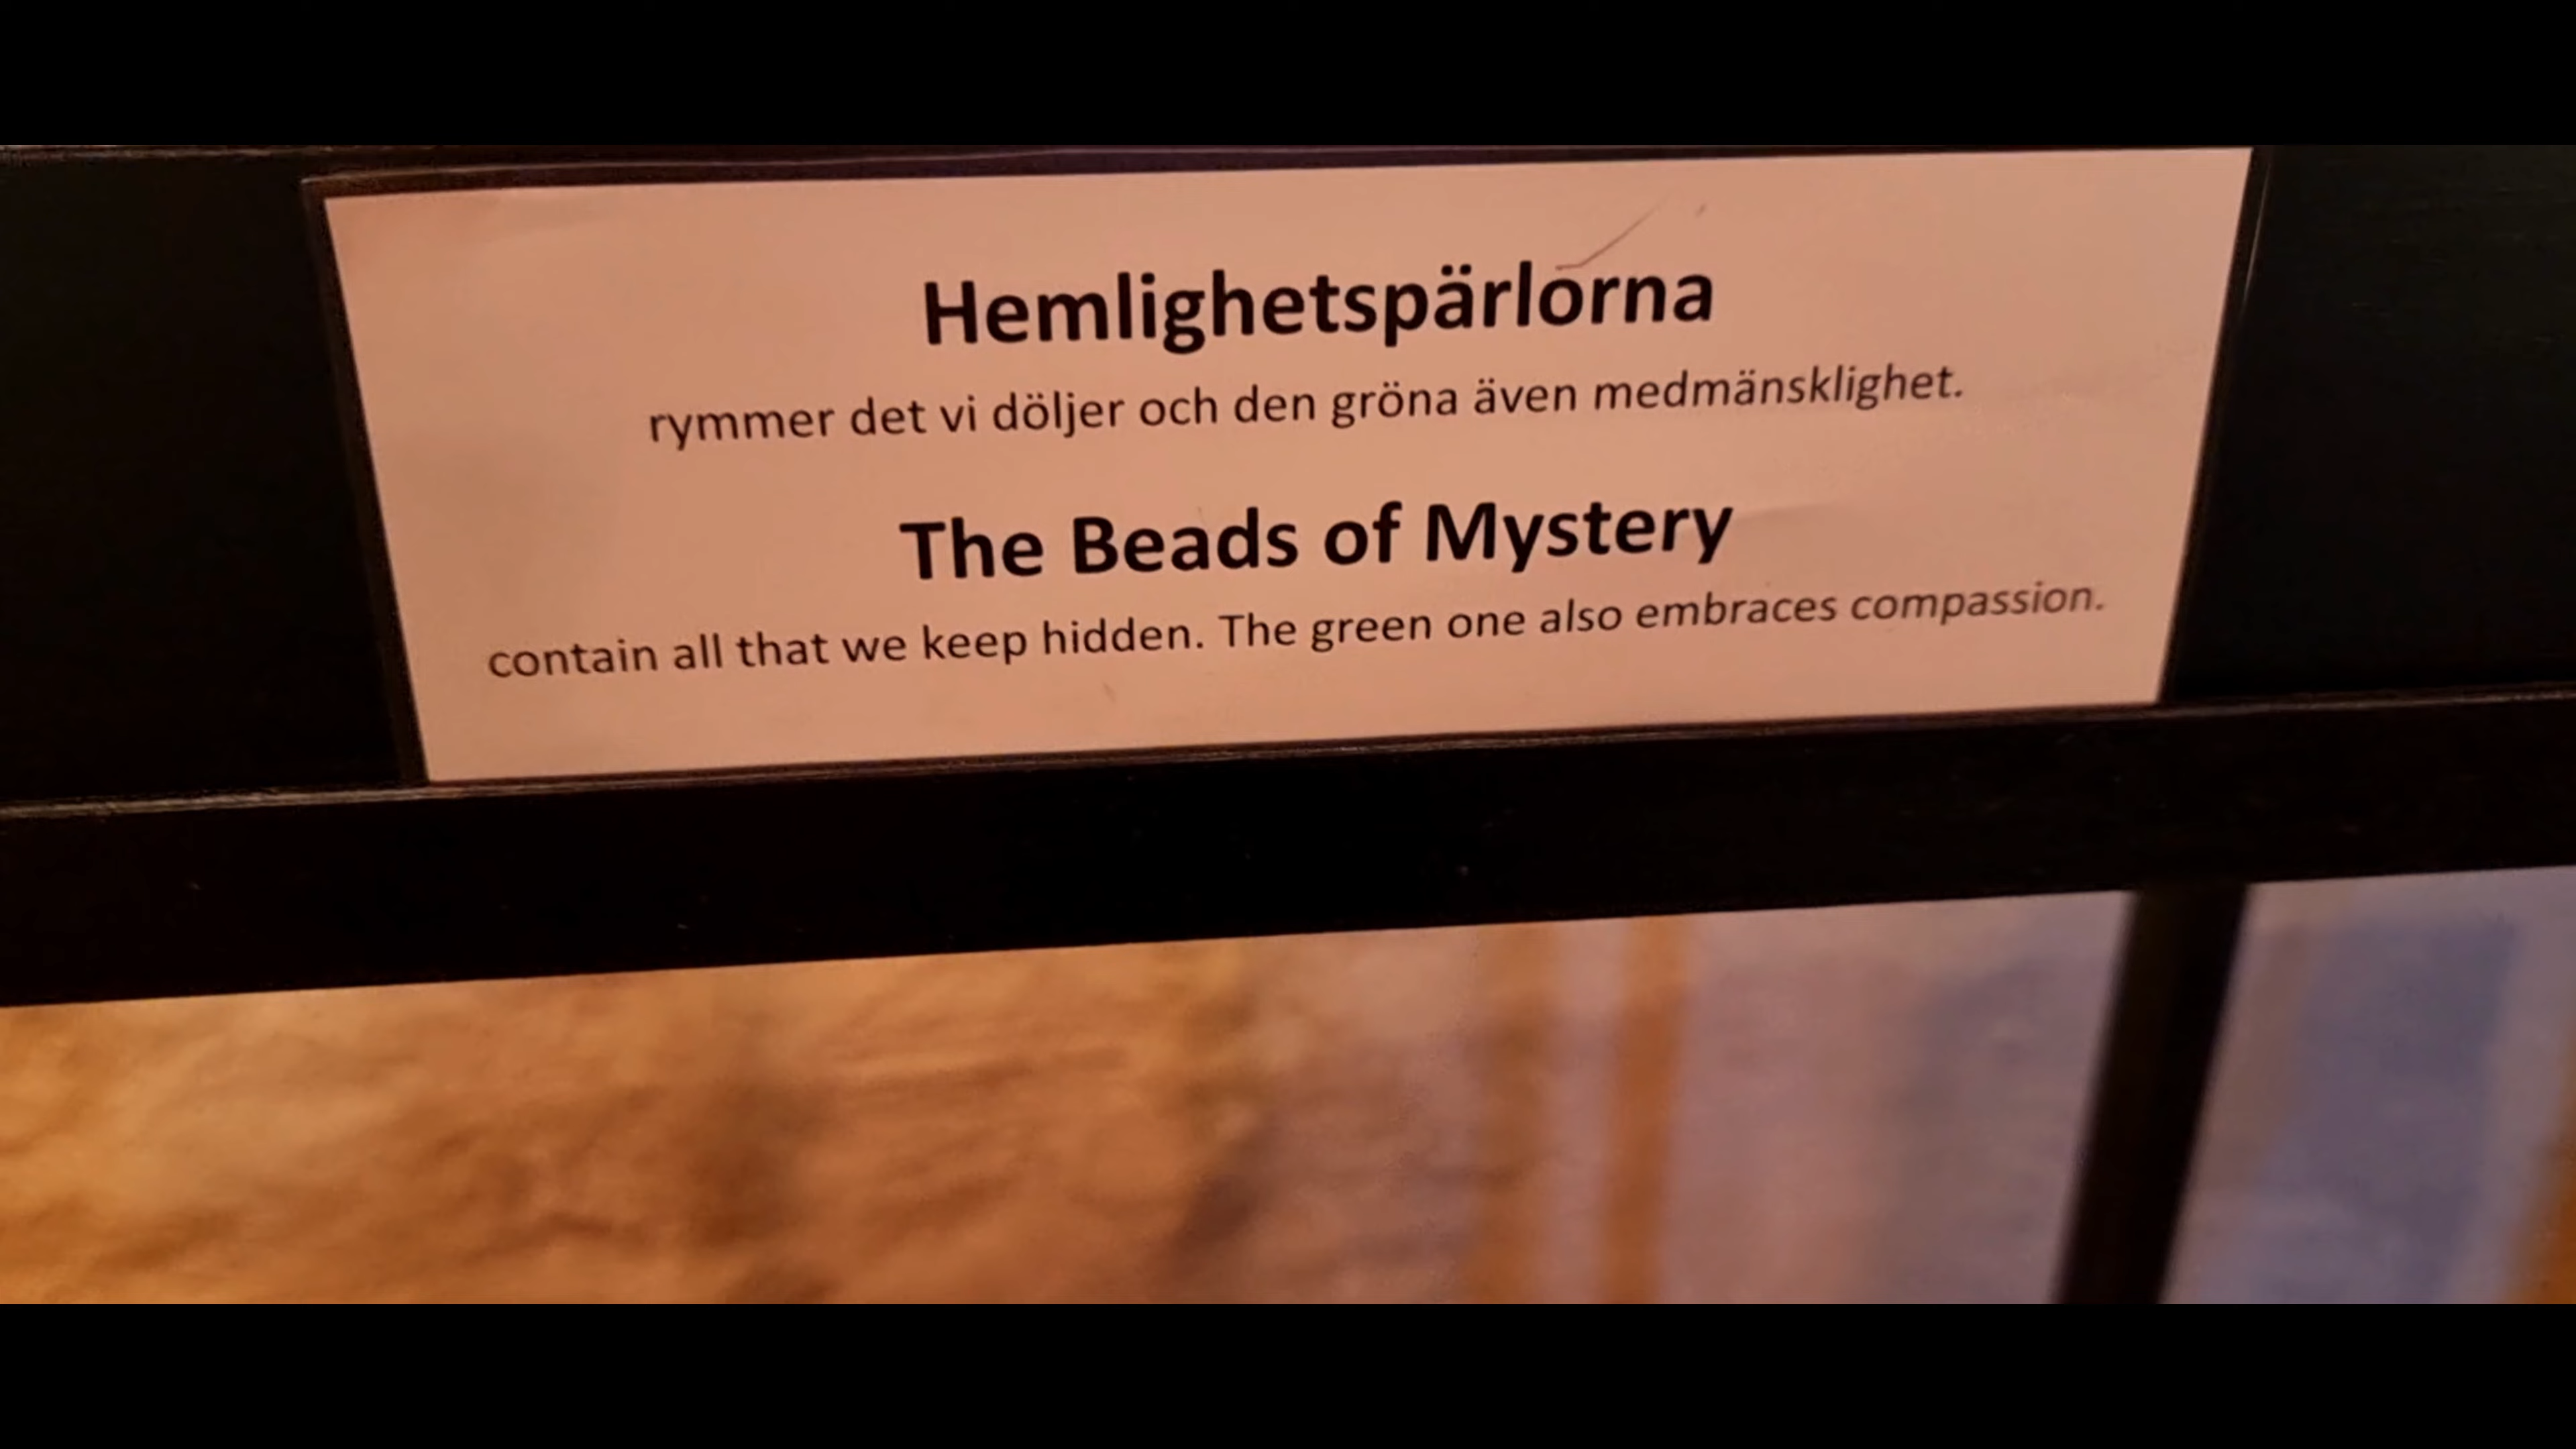 Hemlighetspärlorna
rymmer det vi döljer och den gröna även medmänsklighet.
The Beads of Mystery
contain all that we keep hidden. The green one also embraces compassion.